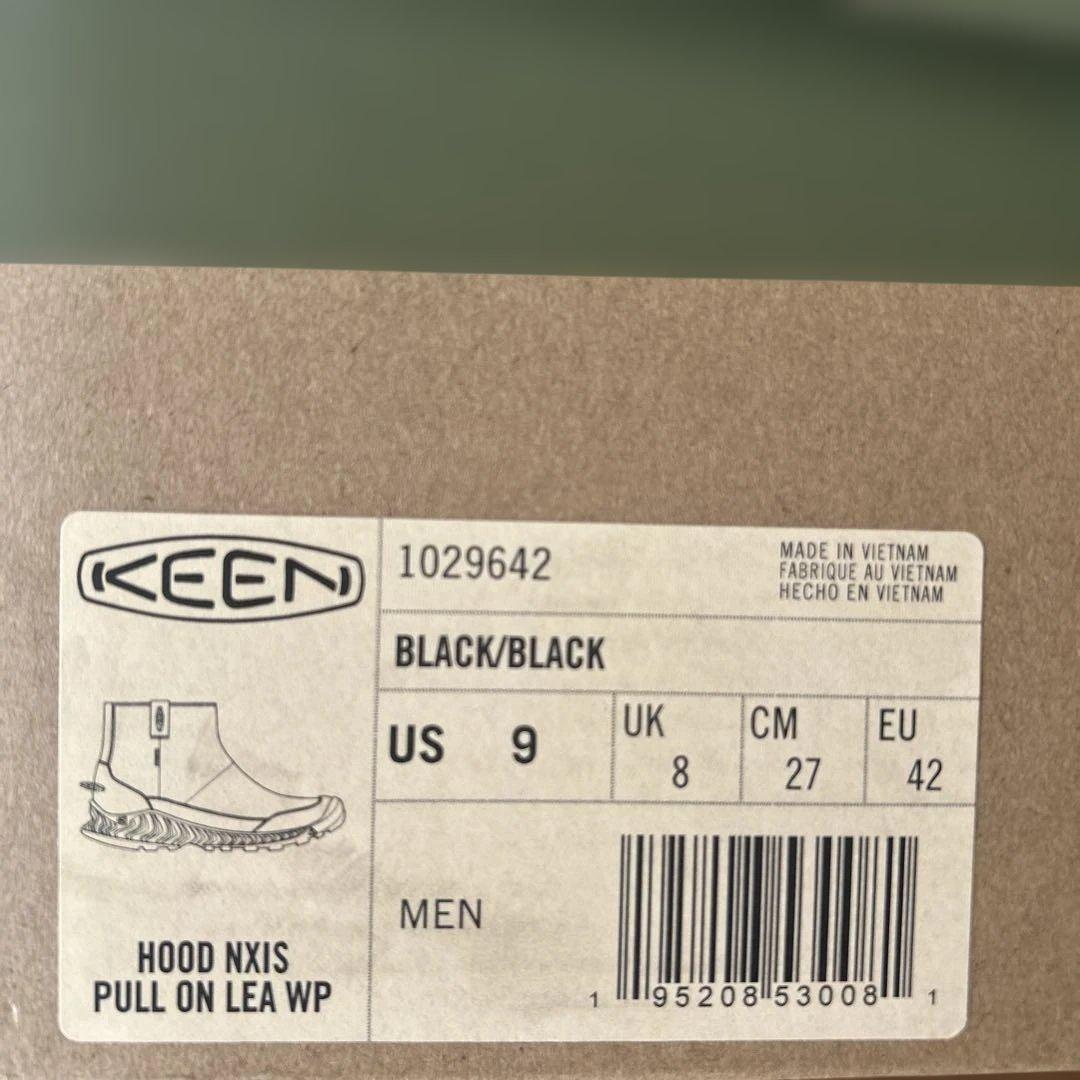 KEEN
1029642
MADE IN VIETNAM
FABRIQUE AU VIETNAM
HECHO EN VIETNAM
BLACK/BLACK
US 9
UK 8
CM 27
EU 42
MEN
HOOD NXIS
PULL ON LEA WP
1 95208 53008 1